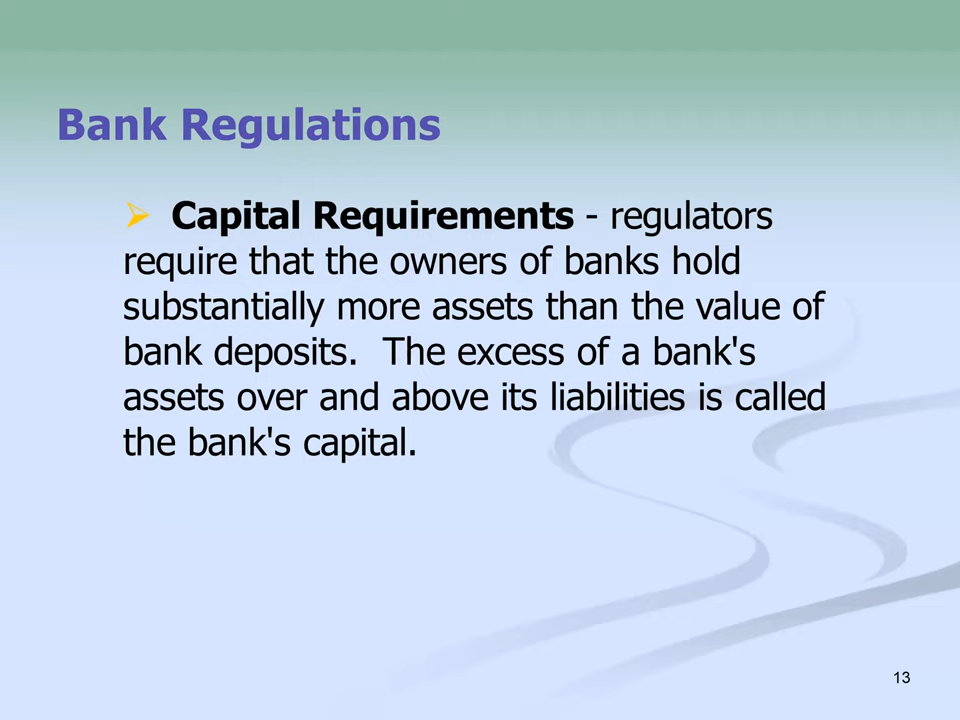 Bank Regulations
Capital Requirements - regulators
require that the owners of banks hold
substantially more assets than the value of
bank deposits.  The excess of a bank's
assets over and above its liabilities is called
the bank's capital.
13